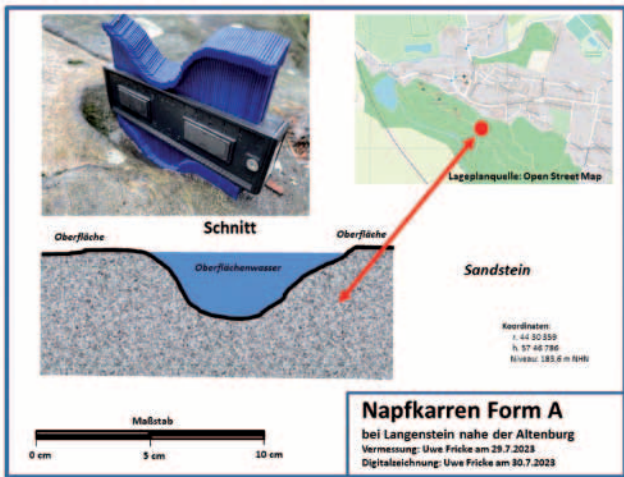 Lageplanquelle: Open Street Map
Schnitt
Oberfläche
Oberfläche
Oberflächenwasser
Sandstein
Koordinaten:
r. 44 30 359
h. 57 46 786
Niveau: 183,6 m NHN
Maßstab
0 cm
5 cm
10 cm
Napfkarren Form A
bei Langenstein nahe der Altenburg
Vermessung: Uwe Fricke am 29.7.2023
Digitalzeichnung: Uwe Fricke am 30.7.2023